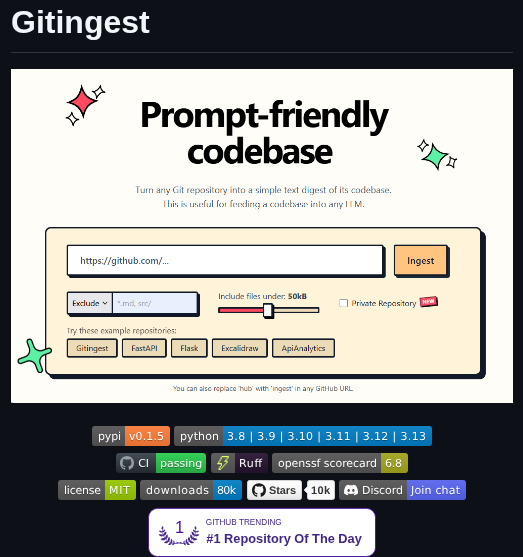 Gitingest
Prompt-friendly
codebase
Turn any Git repository into a simple text digest of its codebase.
This is useful for feeding a codebase into any LLM.
https://github.com/...
Ingest
Exclude
*.md, src/
Include files under: 50kB
Private Repository
NEW
Try these example repositories:
Gitingest FastAPI Flask Excalidraw ApiAnalytics
You can also replace 'hub' with 'ingest' in any GitHub URL.
pypi v0.1.5 python 3.8 | 3.9 | 3.10 | 3.11 | 3.12 | 3.13
CI passing Ruff openssf scorecard 6.8
license MIT downloads 80k Stars 10k Discord Join chat
1
GITHUB TRENDING
#1 Repository Of The Day